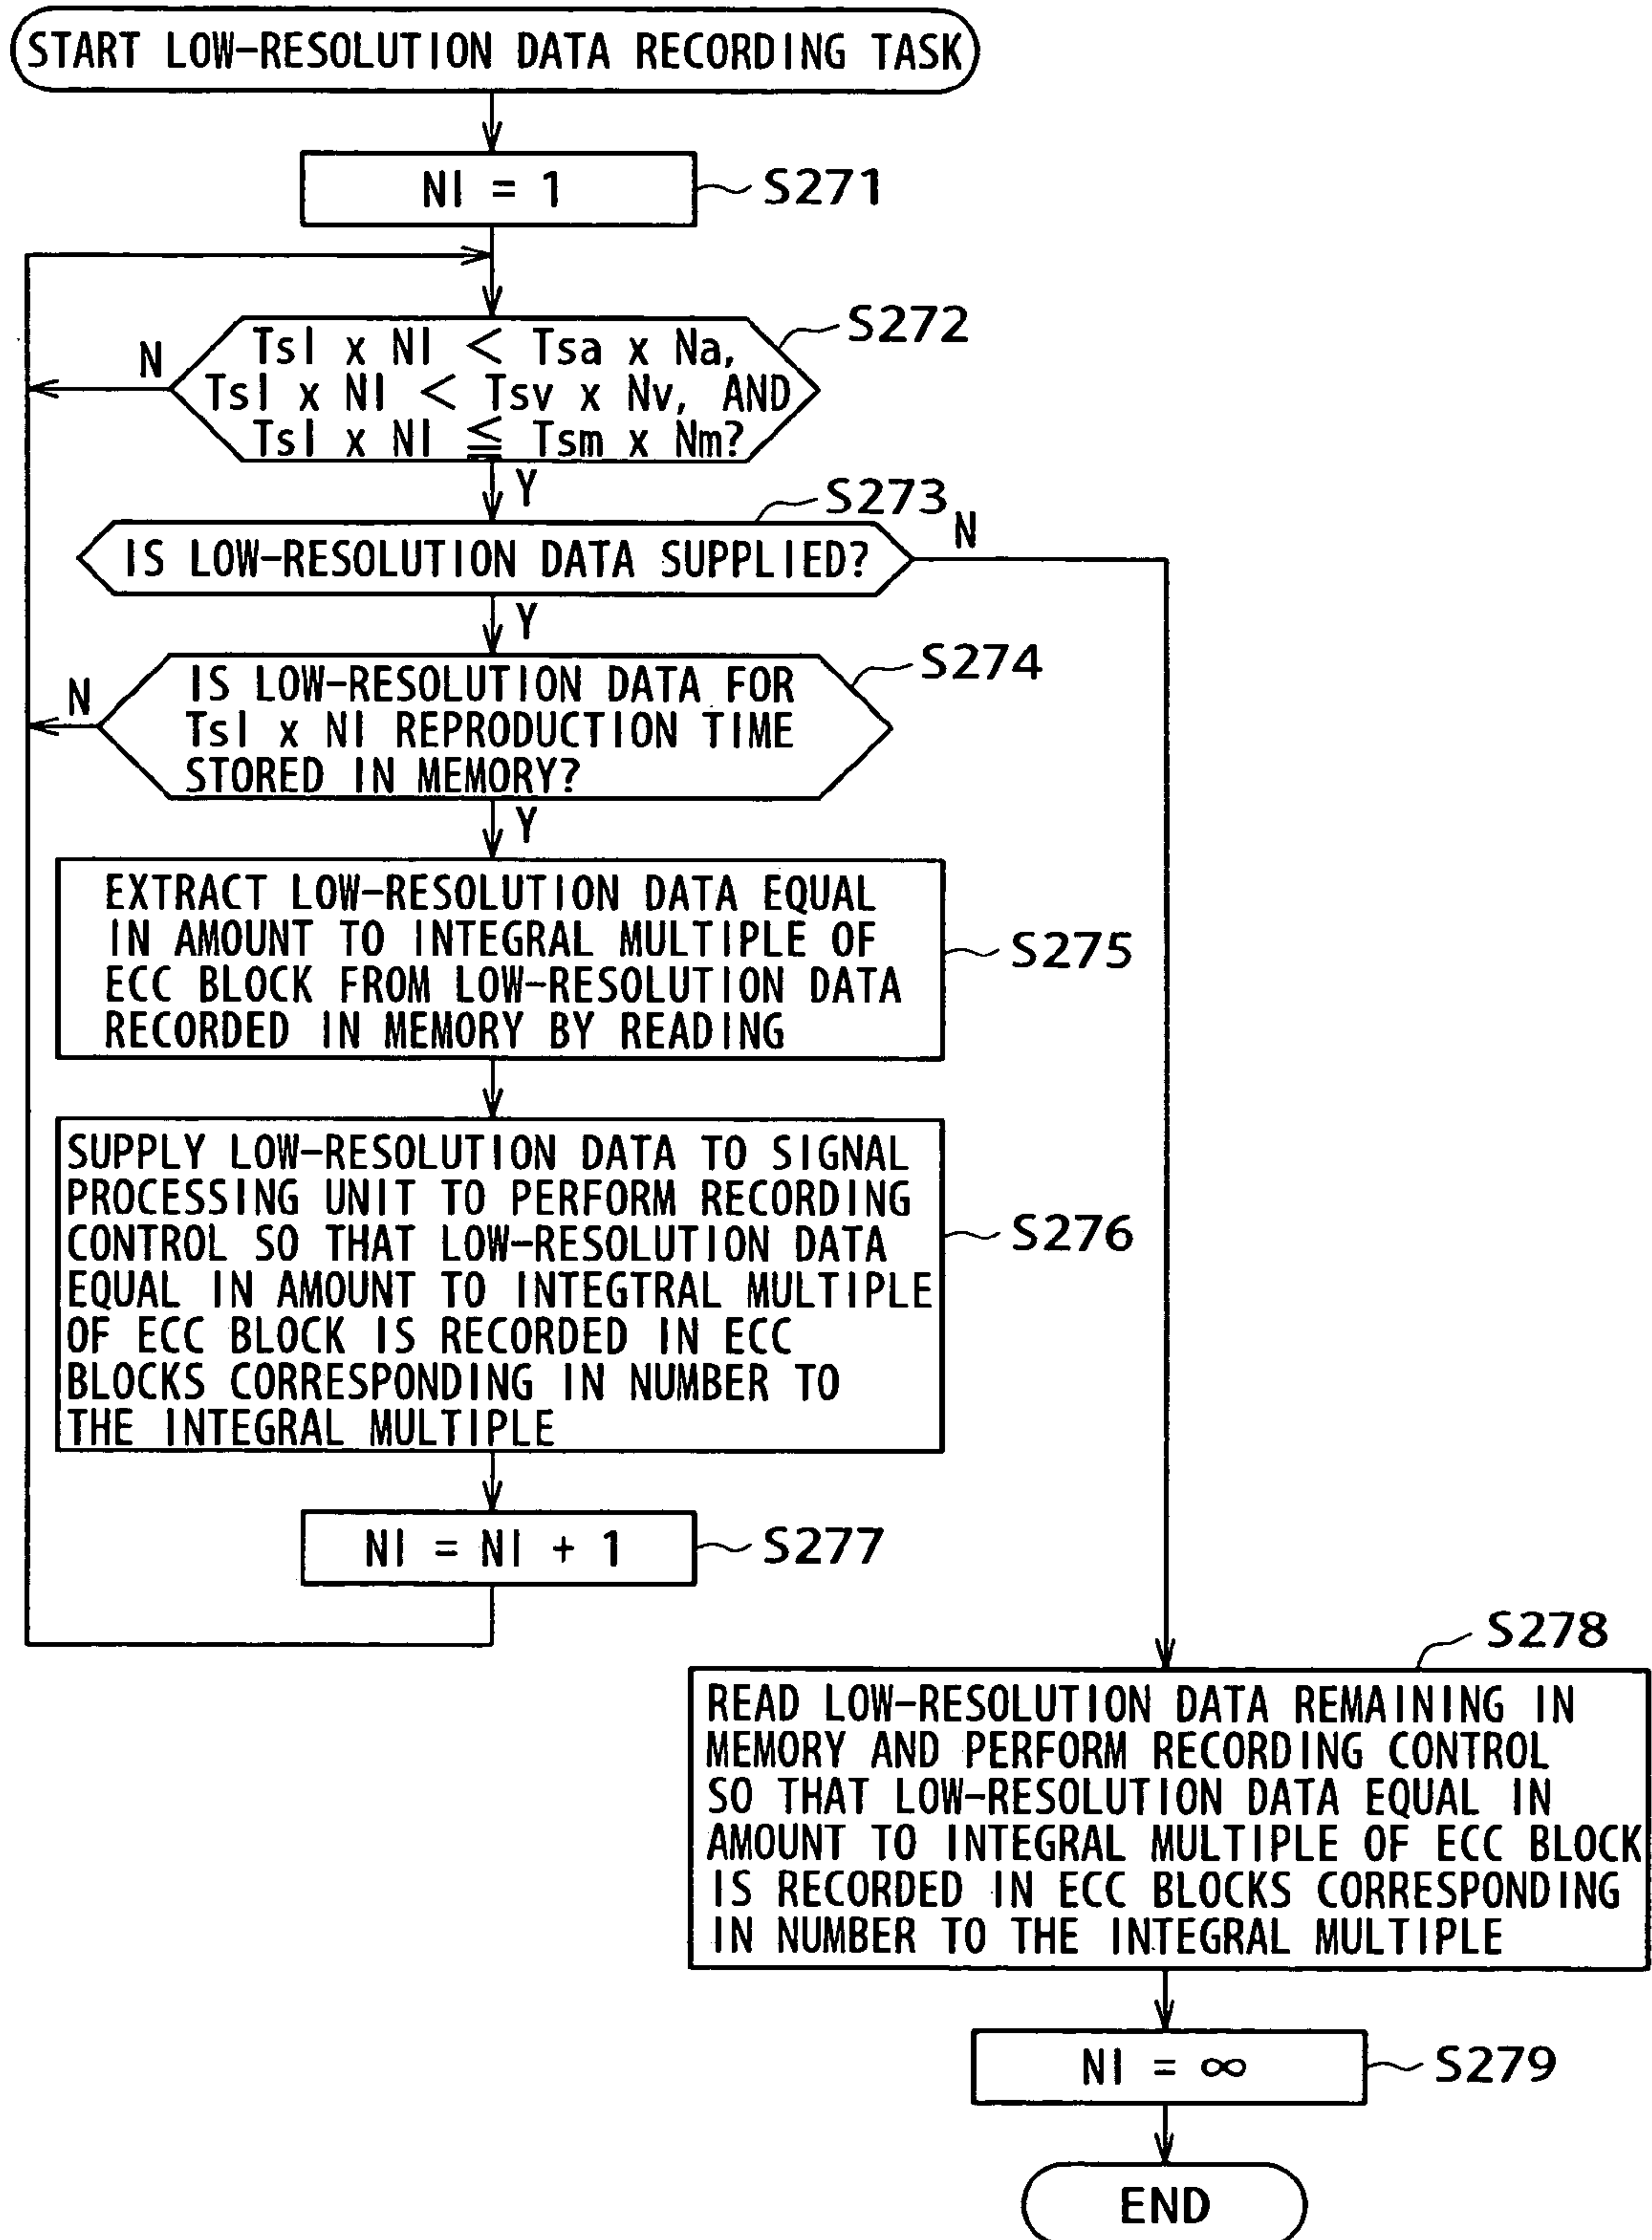 START LOW-RESOLUTION DATA RECORDING TASK
Nl = 1
S271
S272
Tsl x Nl < Tsa x Na,
Tsl x Nl < Tsv x Nv, AND
Tsl x Nl ≦ Tsm x Nm?
N
Y
S273
IS LOW-RESOLUTION DATA SUPPLIED?
N
Y
S274
IS LOW-RESOLUTION DATA FOR
Tsl x Nl REPRODUCTION TIME
STORED IN MEMORY?
N
Y
EXTRACT LOW-RESOLUTION DATA EQUAL
IN AMOUNT TO INTEGRAL MULTIPLE OF
ECC BLOCK FROM LOW-RESOLUTION DATA
RECORDED IN MEMORY BY READING
S275
SUPPLY LOW-RESOLUTION DATA TO SIGNAL
PROCESSING UNIT TO PERFORM RECORDING
CONTROL SO THAT LOW-RESOLUTION DATA
EQUAL IN AMOUNT TO INTEGTRAL MULTIPLE
OF ECC BLOCK IS RECORDED IN ECC
BLOCKS CORRESPONDING IN NUMBER TO
THE INTEGRAL MULTIPLE
S276
Nl = Nl + 1
S277
S278
READ LOW-RESOLUTION DATA REMAINING IN
MEMORY AND PERFORM RECORDING CONTROL
SO THAT LOW-RESOLUTION DATA EQUAL IN
AMOUNT TO INTEGRAL MULTIPLE OF ECC BLOCK
IS RECORDED IN ECC BLOCKS CORRESPONDING
IN NUMBER TO THE INTEGRAL MULTIPLE
Nl = ∞
S279
END